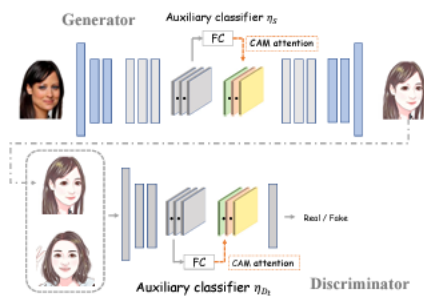 Generator
Auxiliary classifier ηs
FC
CAM attention
Real / Fake
FC
CAM attention
Auxiliary classifier ηDt
Discriminator